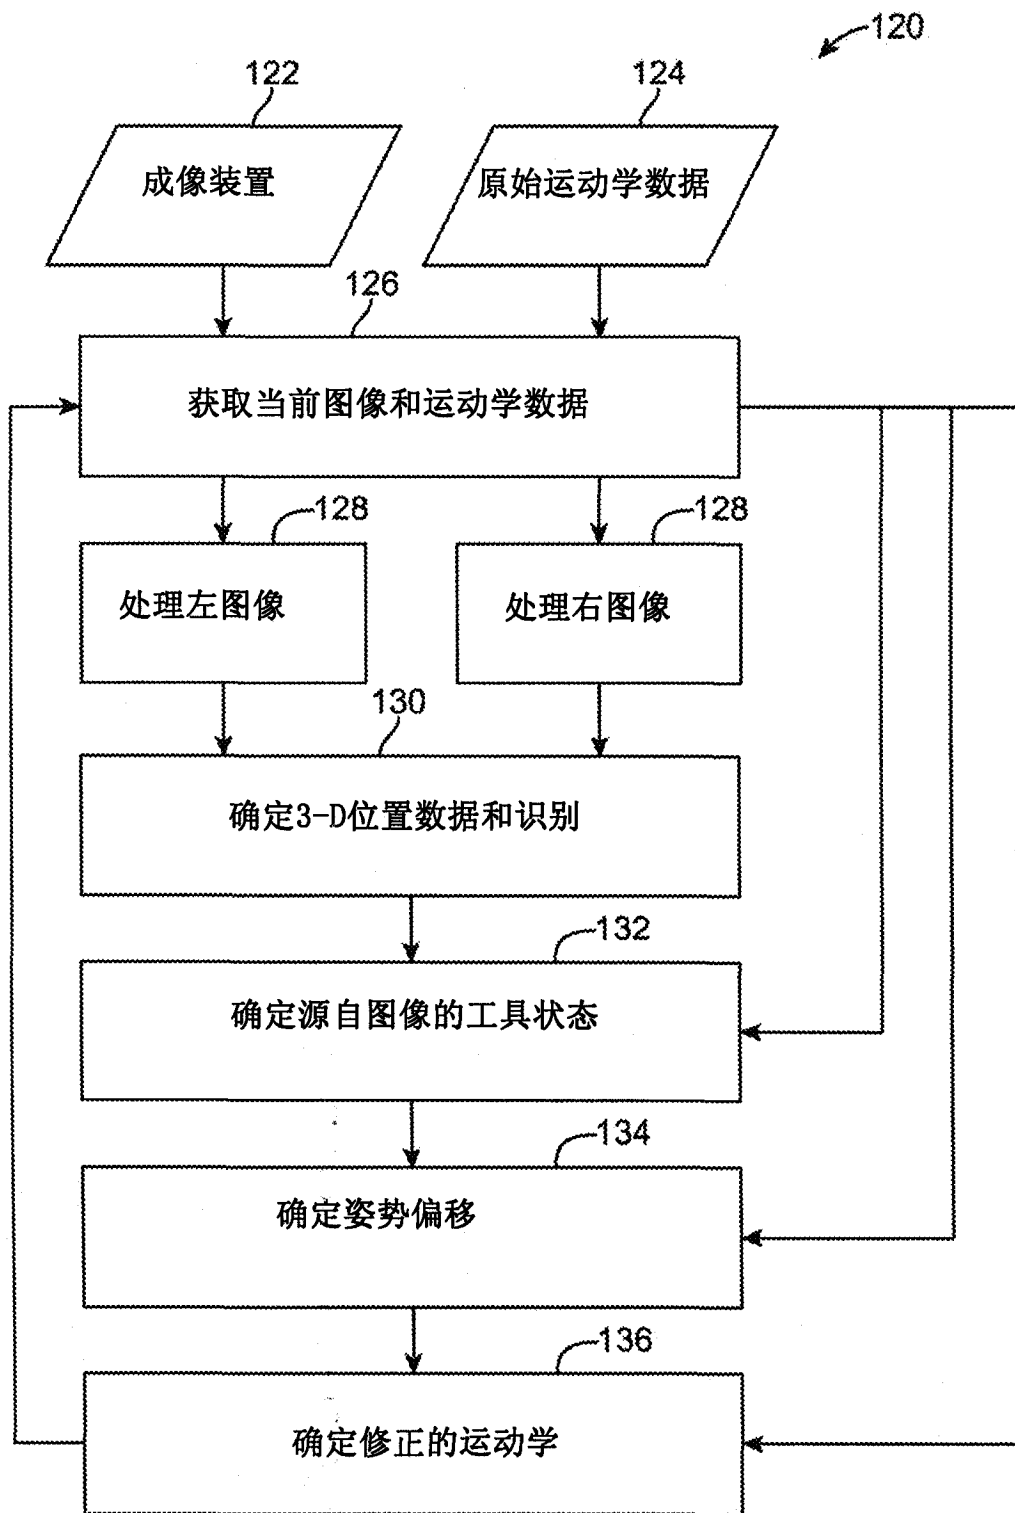 120
122
124
成像装置
原始运动学数据
126
获取当前图像和运动学数据
128
128
处理左图像
处理右图像
130
确定3-D位置数据和识别
132
确定源自图像的工具状态
134
确定姿势偏移
136
确定修正的运动学